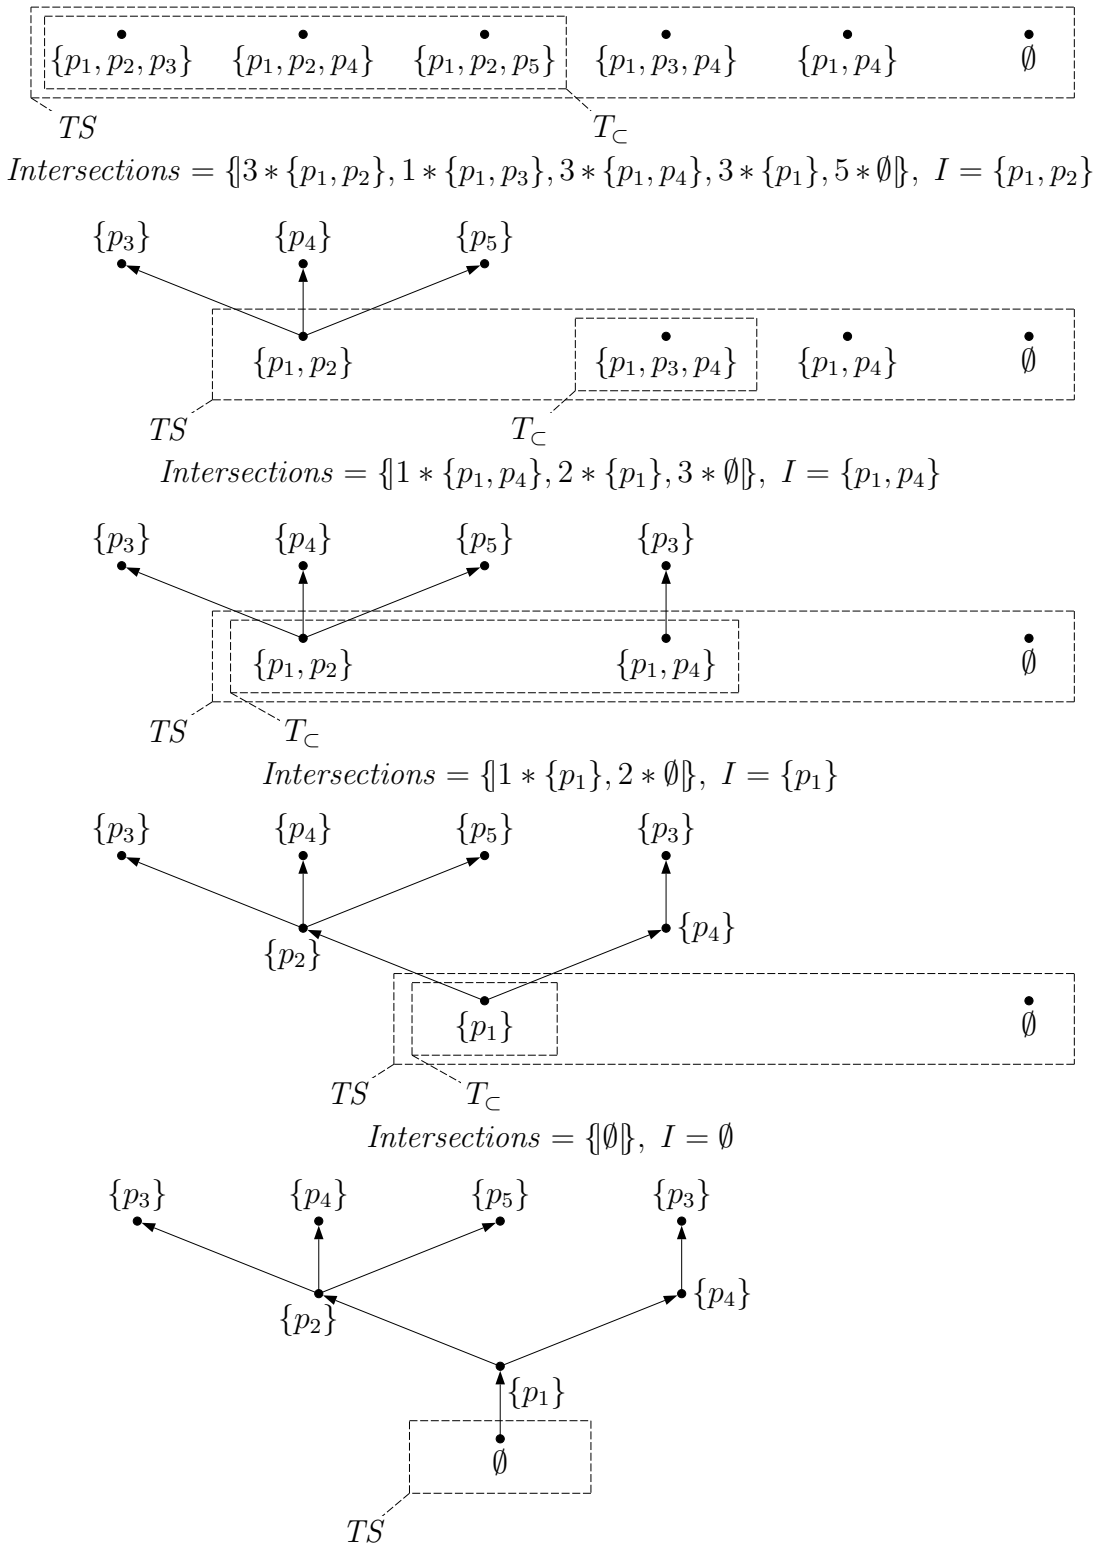 {p₁, p₂, p₃} {p₁, p₂, p₄} {p₁, p₂, p₅} {p₁, p₃, p₄} {p₁, p₄} ∅
TS T⊂
Intersections = {|3 ∗ {p₁, p₂}, 1 ∗ {p₁, p₃}, 3 ∗ {p₁, p₄}, 3 ∗ {p₁}, 5 ∗ ∅|}, I = {p₁, p₂}
{p₃} {p₄} {p₅}
{p₁, p₂} {p₁, p₃, p₄} {p₁, p₄} ∅
TS T⊂
Intersections = {|1 ∗ {p₁, p₄}, 2 ∗ {p₁}, 3 ∗ ∅|}, I = {p₁, p₄}
{p₃} {p₄} {p₅} {p₃}
{p₁, p₂} {p₁, p₄} ∅
TS T⊂
Intersections = {|1 ∗ {p₁}, 2 ∗ ∅|}, I = {p₁}
{p₃} {p₄} {p₅} {p₃}
{p₂} {p₄}
{p₁} ∅
TS T⊂
Intersections = {|∅|}, I = ∅
{p₃} {p₄} {p₅} {p₃}
{p₂} {p₄}
{p₁}
∅
TS